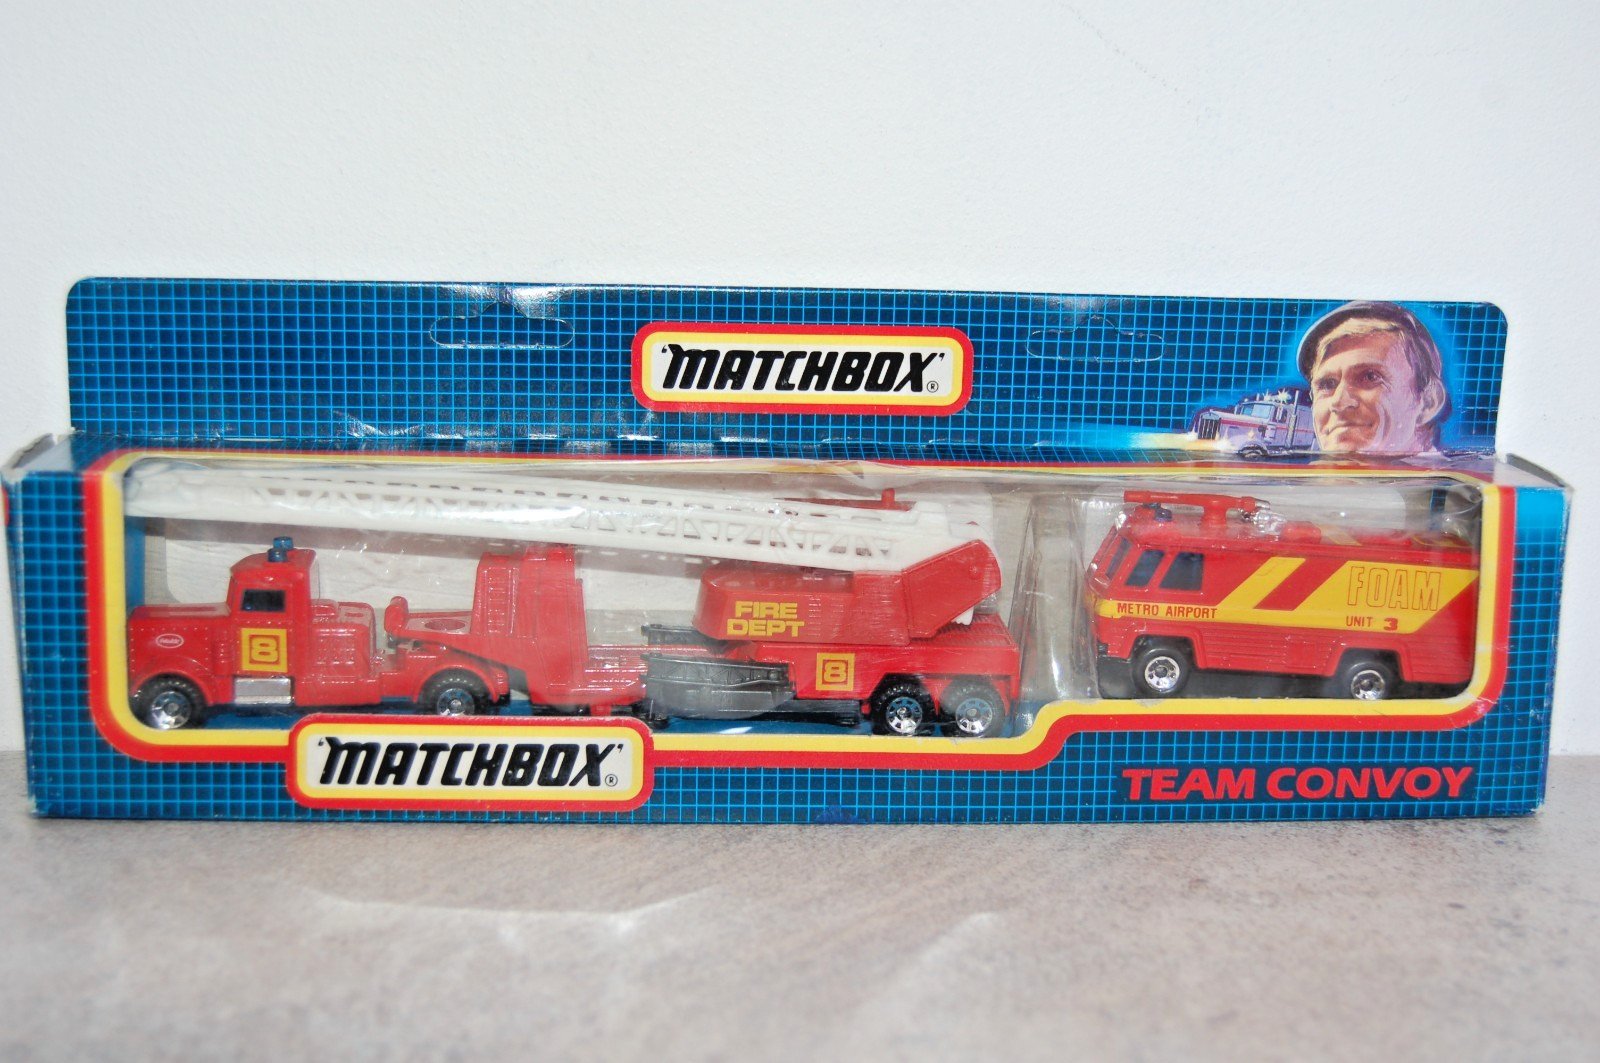 'MATCHBOX'®
FIRE
DEPT
8
8
FOAM
METRO AIRPORT
UNIT 3
'MATCHBOX'®
TEAM CONVOY